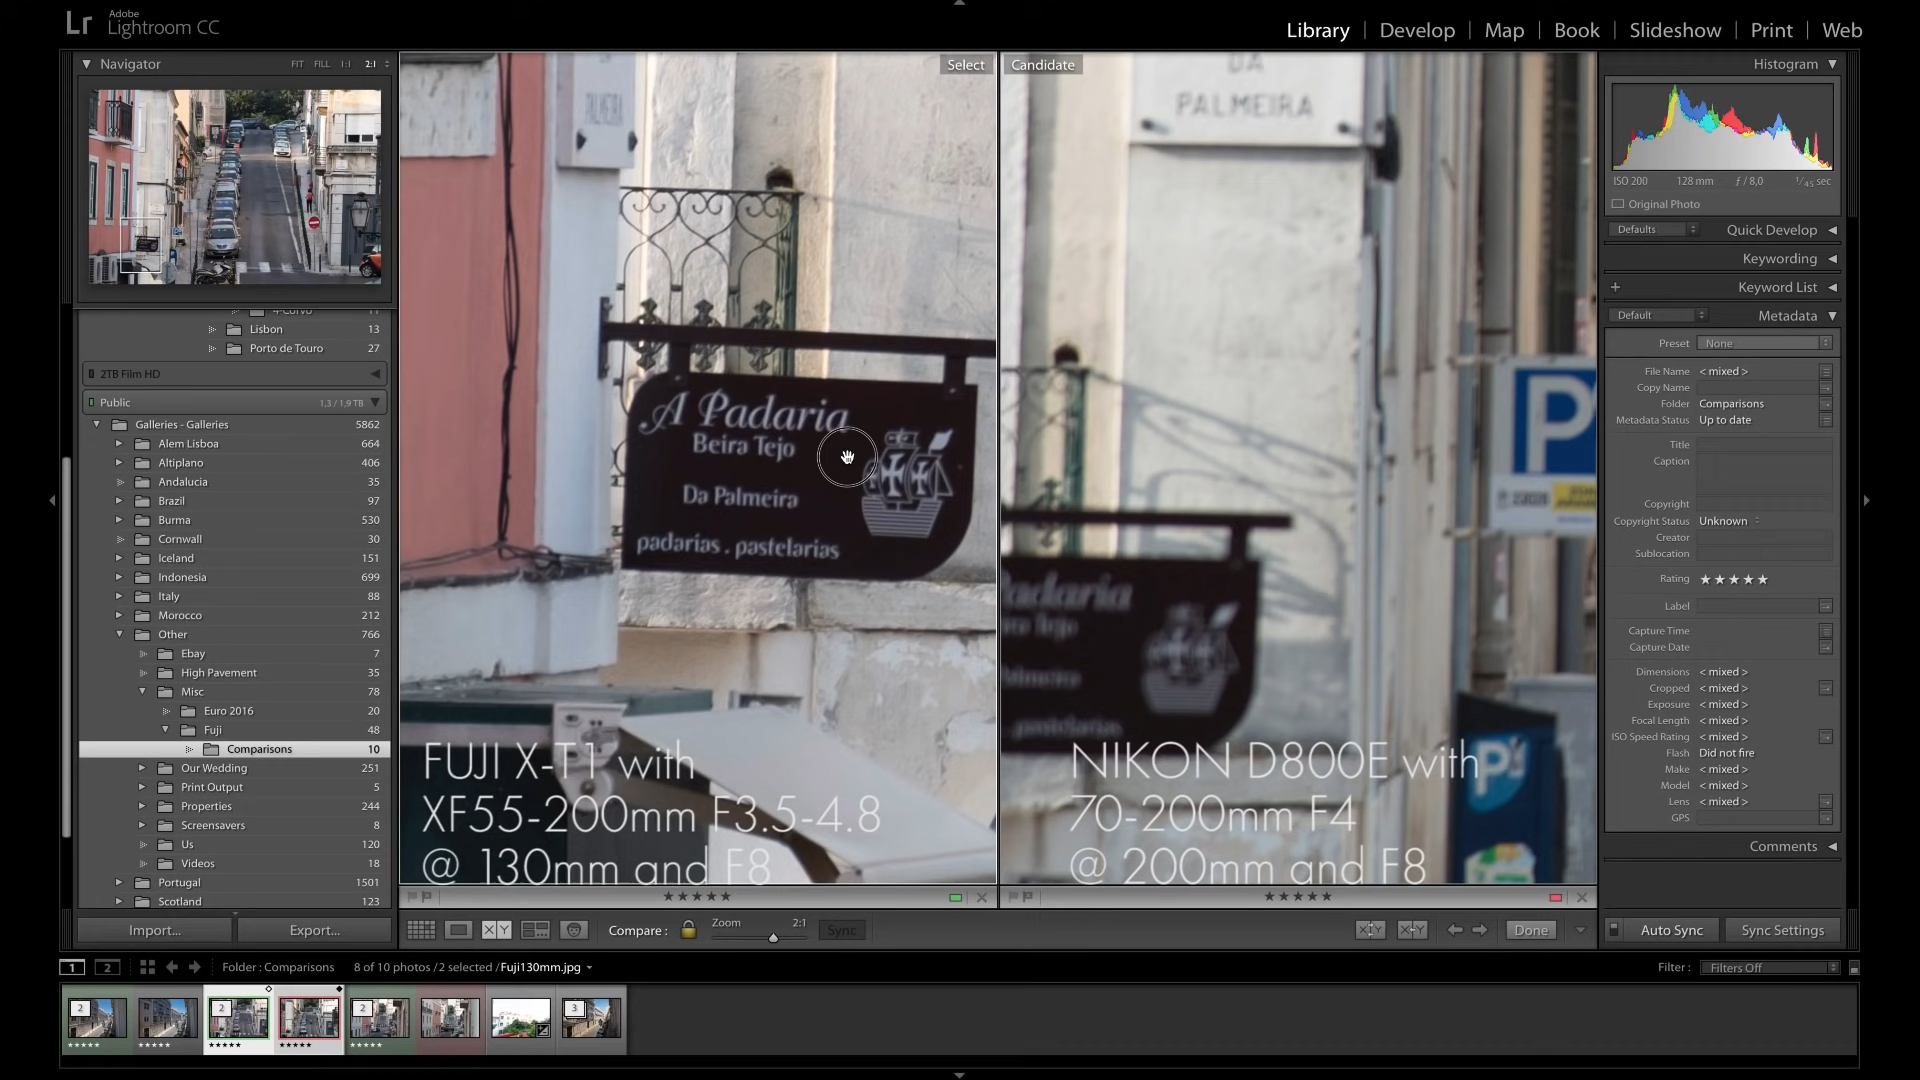 Lr Adobe Lightroom CC
Library | Develop | Map | Book | Slideshow | Print | Web
Navigator FIT FILL 1:1 2:1
Lisbon 13
Porto de Touro 27
2TB Film HD
Public 1,3 / 1,9 TB
Galleries - Galleries 5862
Alem Lisboa 664
Altiplano 406
Andalucia 35
Brazil 97
Burma 530
Cornwall 30
Iceland 151
Indonesia 699
Italy 88
Morocco 212
Other 766
Ebay 7
High Pavement 35
Misc 78
Euro 2016 20
Fuji 48
Comparisons 10
Our Wedding 251
Print Output 5
Properties 244
Screensavers 8
Us 120
Videos 18
Portugal 1501
Scotland 123
Import... Export...
Select
PALMEIRA
A Padaria
Beira Tejo
Da Palmeira
padarias . pastelarias
FUJI X-T1 with
XF55-200mm F3.5-4.8
@ 130mm and F8
Candidate
DA
PALMEIRA
P
Padaria
Tejo
Palmeira
. pastelarias
P
NIKON D800E with
70-200mm F4
@ 200mm and F8
Compare : Zoom 2:1 Sync
X Y
Done
Histogram
ISO 200 128 mm ƒ / 8,0 1/45 sec
Original Photo
Defaults Quick Develop
Keywording
+ Keyword List
Default Metadata
Preset None
File Name < mixed >
Copy Name
Folder Comparisons
Metadata Status Up to date
Title
Caption
Copyright
Copyright Status Unknown
Creator
Sublocation
Rating ★★★★★
Label
Capture Time
Capture Date
Dimensions < mixed >
Cropped < mixed >
Exposure < mixed >
Focal Length < mixed >
ISO Speed Rating < mixed >
Flash Did not fire
Make < mixed >
Model < mixed >
Lens < mixed >
GPS
Comments
Auto Sync Sync Settings
1 2 Folder : Comparisons 8 of 10 photos / 2 selected / Fuji130mm.jpg
Filter : Filters Off
2 2 2 3